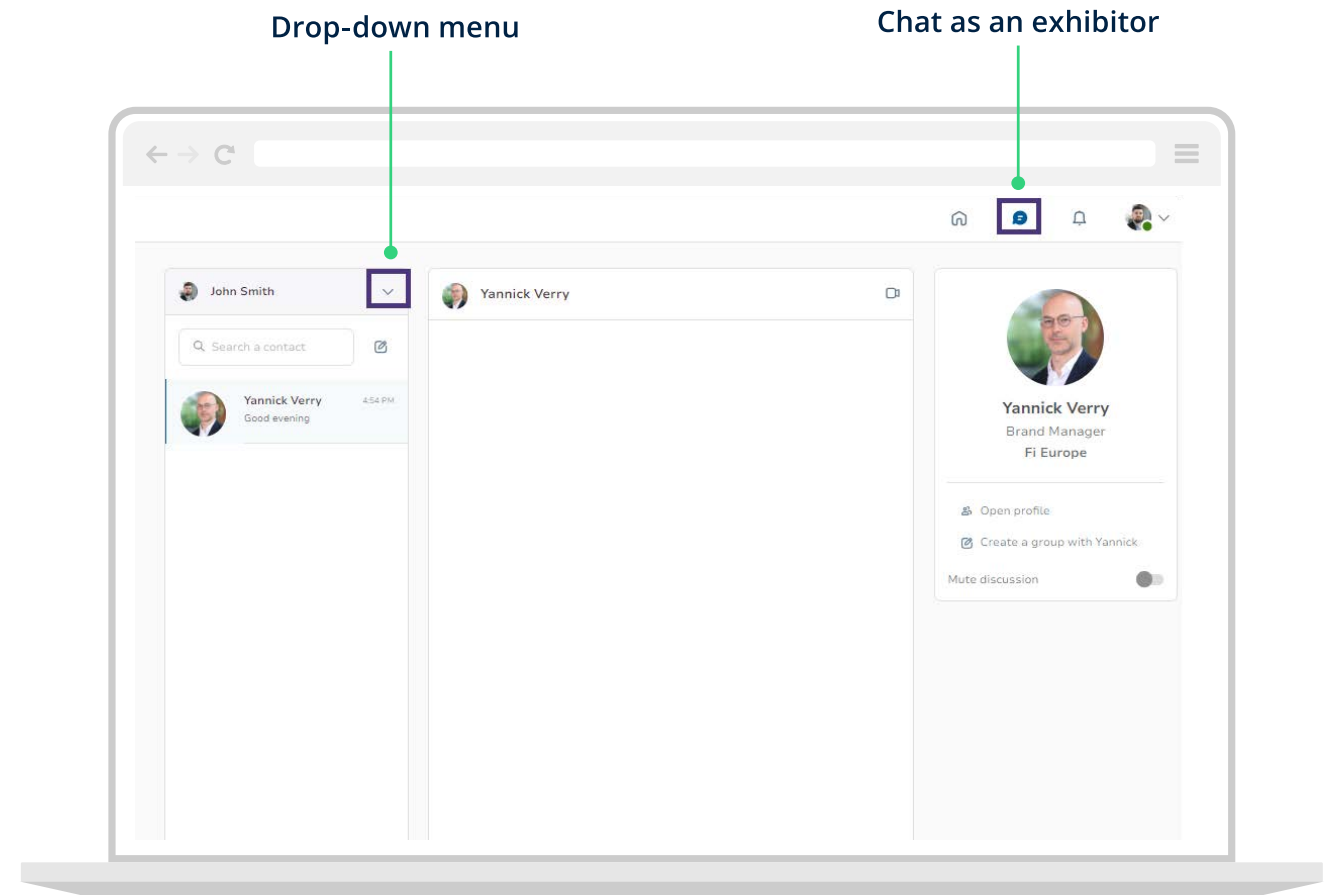 Drop-down menu
Chat as an exhibitor
John Smith
Yannick Verry
Search a contact
Yannick Verry
4:54 PM
Good evening
Yannick Verry
Brand Manager
Fi Europe
Open profile
Create a group with Yannick
Mute discussion